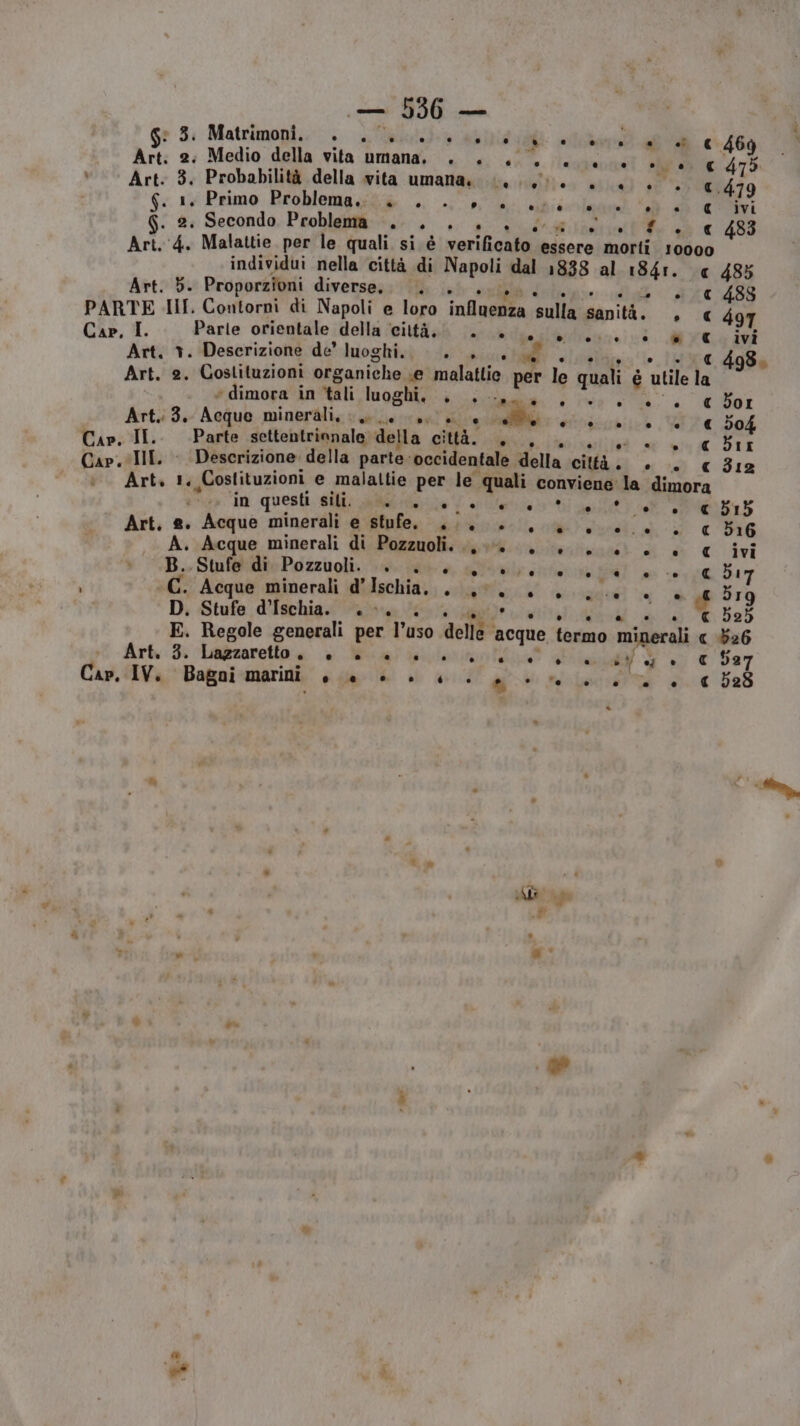 — 536 —
§. 3. Matrimoni. . . . . . . . . . . . « 469
Art. 2. Medio della vita umana. . . . . . . . . « 475
Art. 3. Probabilità della vita umana. . . . . . . . « 479
§. 1. Primo Problema. . . . . . . . . . . « ivi
§. 2. Secondo Problema . . . . . . . . . . « 483
Art. 4. Malattie per le quali si è verificato essere morti 10000
individui nella città di Napoli dal 1838 al 1841. « 485
Art. 5. Proporzioni diverse. . . . . . . . . . « 488
PARTE III. Contorni di Napoli e loro influenza sulla sanità. . « 497
Cap. I. Parte orientale della città. . . . . . . . . « ivi
Art. 1. Descrizione de' luoghi. . . . . . . . . . « 498.
Art. 2. Costituzioni organiche e malattie per le quali é utile la
dimora in tali luoghi. . . . . . . . . . « 501
Art. 3. Acque minerali. . . . . . . . . . . « 504
Cap. II. Parte settentrionale della città. . . . . . . . « 511
Cap. III. Descrizione della parte occidentale della città . . . « 312
Art. 1. Costituzioni e malattie per le quali conviene la dimora
in questi siti. . . . . . . . . . . . « 515
Art. 2. Acque minerali e stufe. . . . . . . . . « 516
A. Acque minerali di Pozzuoli. . . . . . . . . « ivi
B. Stufe di Pozzuoli. . . . . . . . . . . « 517
C. Acque minerali d'Ischia. . . . . . . . . . « 519
D. Stufe d'Ischia. . . . . . . . . . . . « 525
E. Regole generali per l'uso delle acque termo minerali « 526
Art. 3. Lazzaretto . . . . . . . . . . . . « 527
Cap. IV. Bagni marini . . . . . . . . . . . . « 528